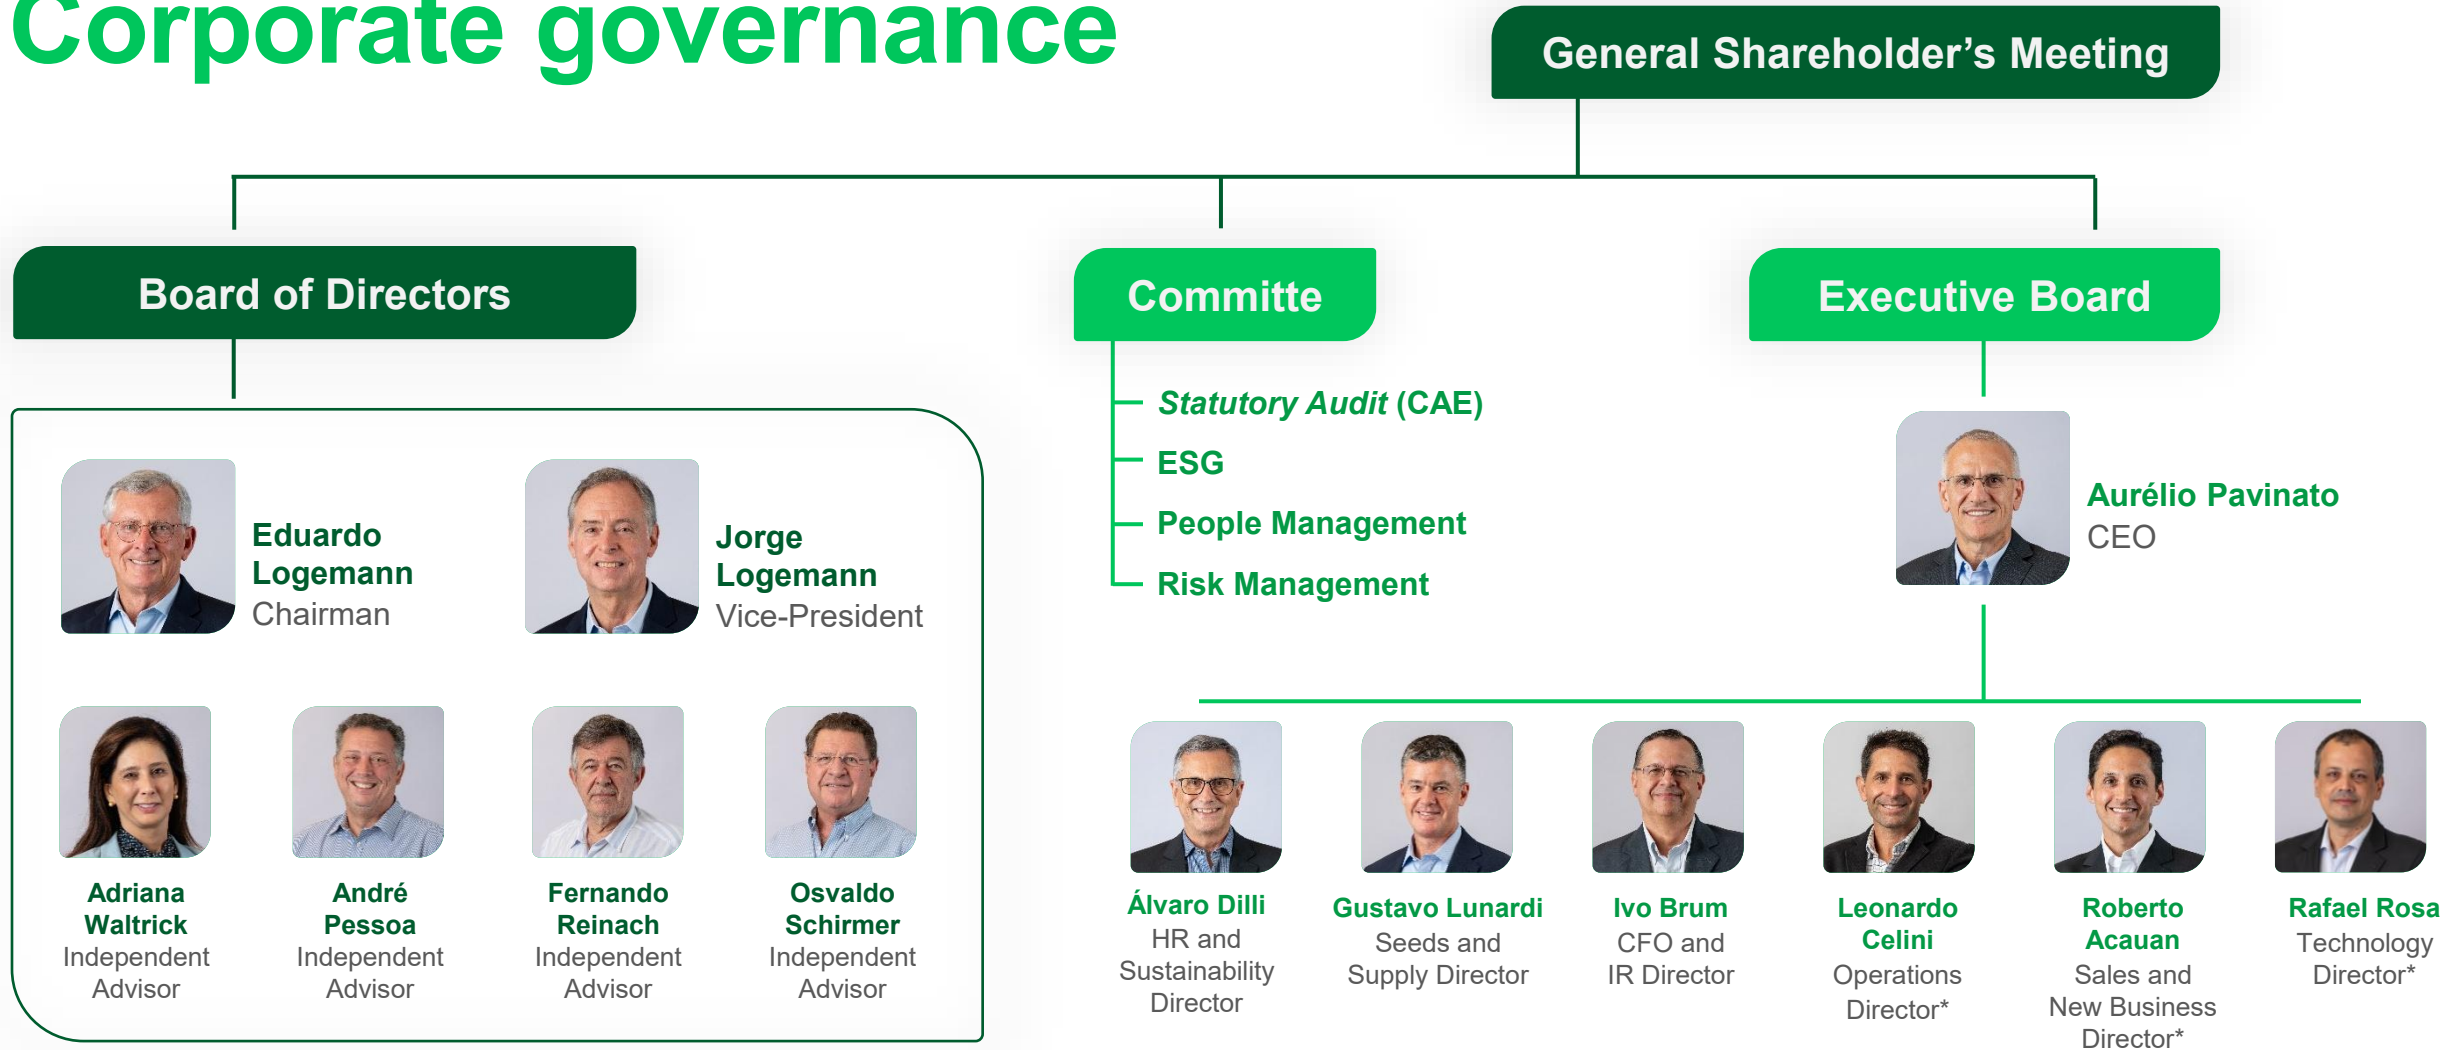 Corporate governance
General Shareholder’s Meeting
Board of Directors
Committe
Executive Board
Eduardo
Logemann
Chairman
Jorge
Logemann
Vice-President
Adriana
Waltrick
Independent
Advisor
André
Pessoa
Independent
Advisor
Fernando
Reinach
Independent
Advisor
Osvaldo
Schirmer
Independent
Advisor
Statutory Audit (CAE)
ESG
People Management
Risk Management
Aurélio Pavinato
CEO
Álvaro Dilli
HR and
Sustainability
Director
Gustavo Lunardi
Seeds and
Supply Director
Ivo Brum
CFO and
IR Director
Leonardo
Celini
Operations
Director*
Roberto
Acauan
Sales and
New Business
Director*
Rafael Rosa
Technology
Director*